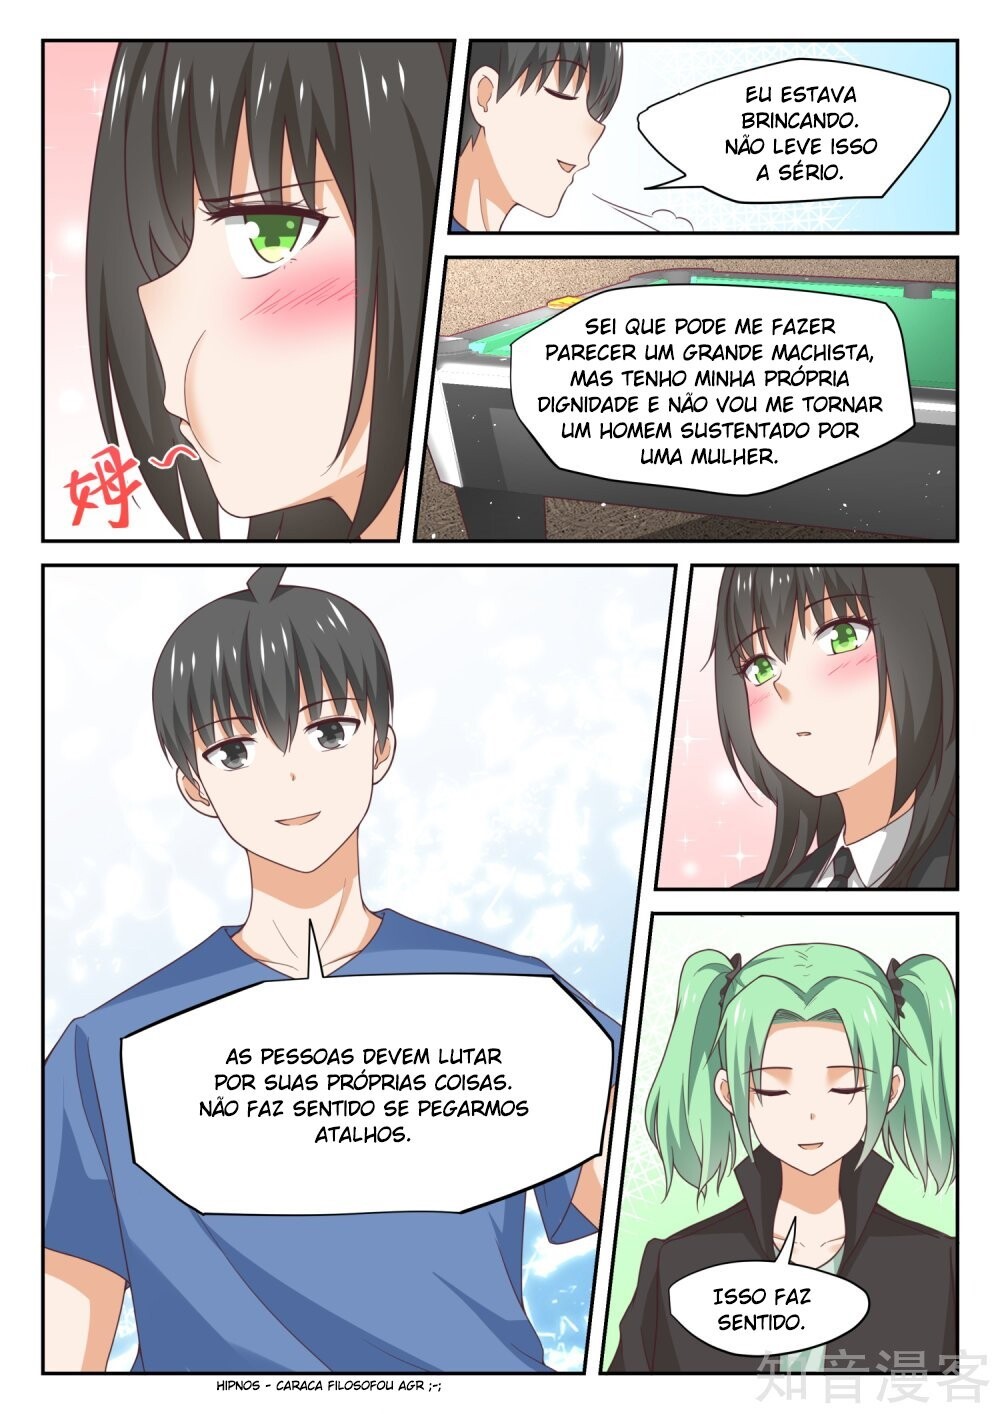 EU ESTAVA
BRINCANDO.
NÃO LEVE ISSO
A SÉRIO.
SEI QUE PODE ME FAZER
PARECER UM GRANDE MACHISTA,
MAS TENHO MINHA PRÓPRIA
DIGNIDADE E NÃO VOU ME TORNAR
UM HOMEM SUSTENTADO POR
UMA MULHER.
姆~
AS PESSOAS DEVEM LUTAR
POR SUAS PRÓPRIAS COISAS.
NÃO FAZ SENTIDO SE PEGARMOS
ATALHOS.
ISSO FAZ
SENTIDO.
HIPNOS - CARACA FILOSOFOU AGR ;-;
知音漫客